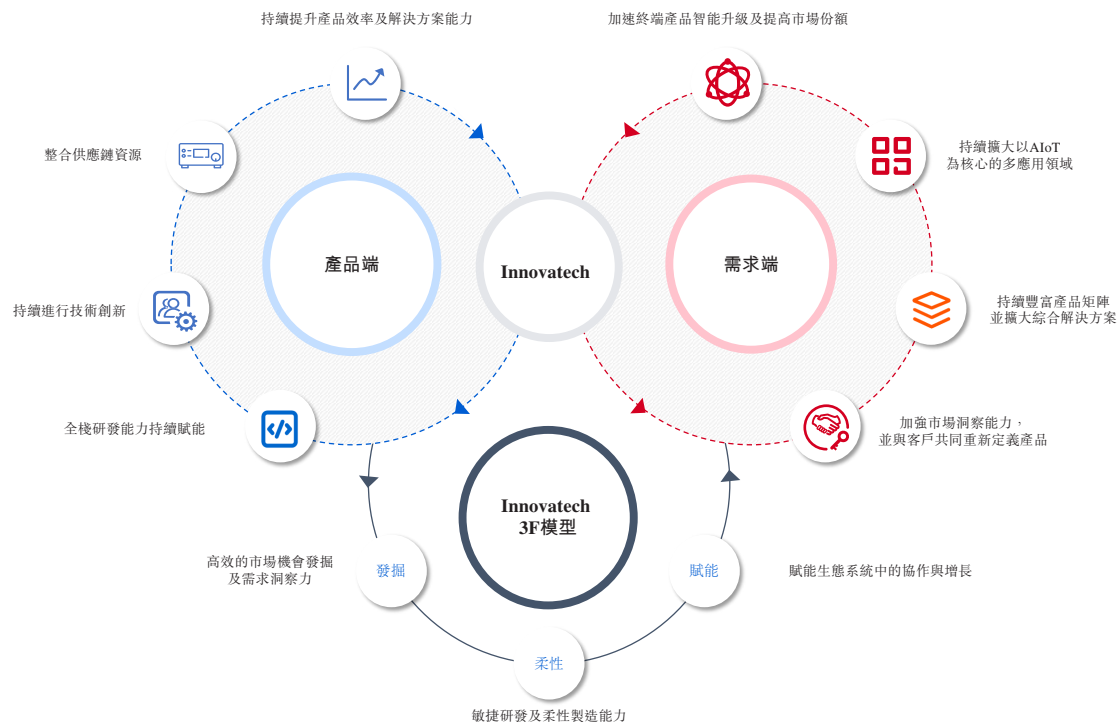 持續提升產品效率及解決方案能力
加速終端產品智能升級及提高市場份額
整合供應鏈資源
持續擴大以AIoT
為核心的多應用領域
產品端
Innovatech
需求端
持續進行技術創新
持續豐富產品矩陣
並擴大綜合解決方案
全棧研發能力持續賦能
加強市場洞察能力，
並與客戶共同重新定義產品
Innovatech
3F模型
高效的市場機會發掘
及需求洞察力
發掘
賦能
賦能生態系統中的協作與增長
柔性
敏捷研發及柔性製造能力